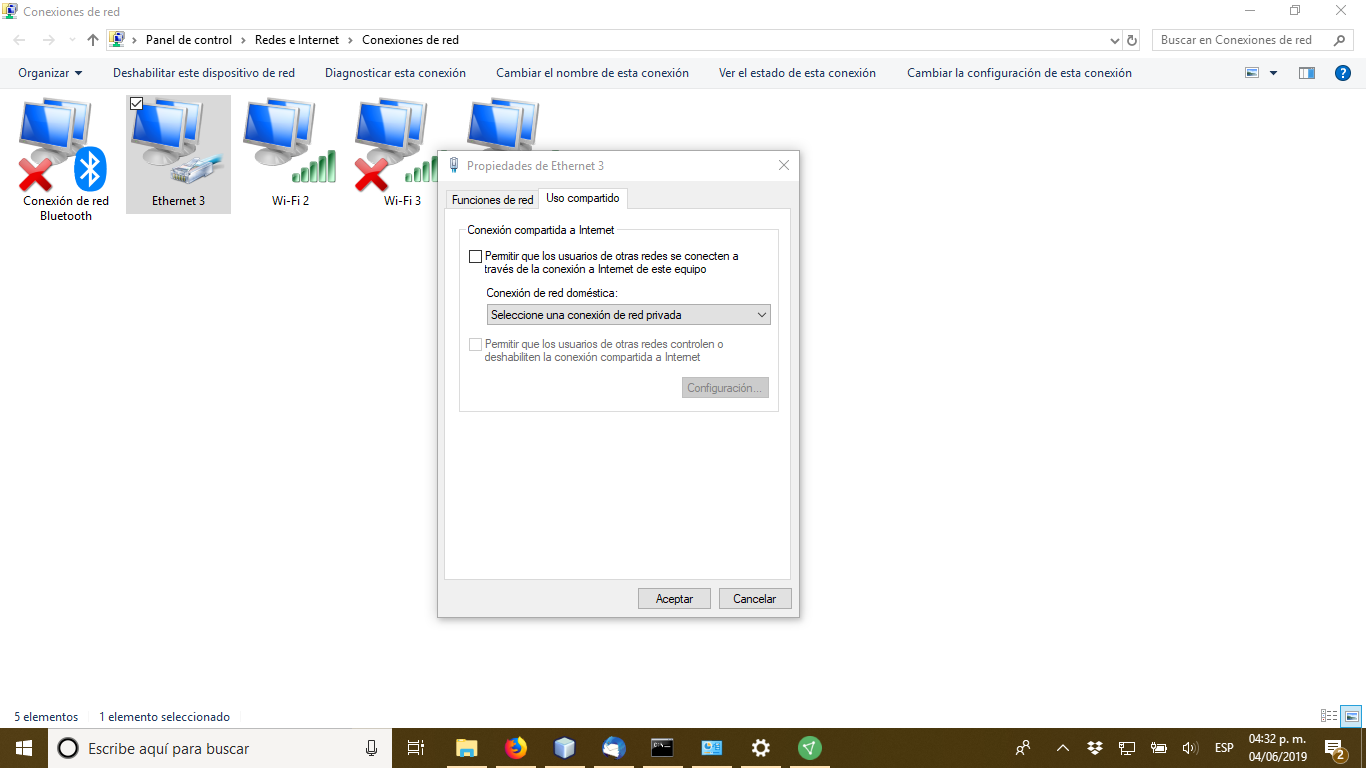 Conexiones de red
Panel de control
Redes e Internet
Conexiones de red
Buscar en Conexiones de red
Organizar
Deshabilitar este dispositivo de red
Diagnosticar esta conexión
Cambiar el nombre de esta conexión
Ver el estado de esta conexión
Cambiar la configuración de esta conexión
Conexión de red
Bluetooth
Ethernet 3
Wi-Fi 2
Wi-Fi 3
Propiedades de Ethernet 3
Funciones de red
Uso compartido
Conexión compartida a Internet
Permitir que los usuarios de otras redes se conecten a
través de la conexión a Internet de este equipo
Conexión de red doméstica:
Seleccione una conexión de red privada
Permitir que los usuarios de otras redes controlen o
deshabiliten la conexión compartida a Internet
Configuración...
Aceptar
Cancelar
5 elementos
1 elemento seleccionado
Escribe aquí para buscar
ESP
04:32 p. m.
04/06/2019
2